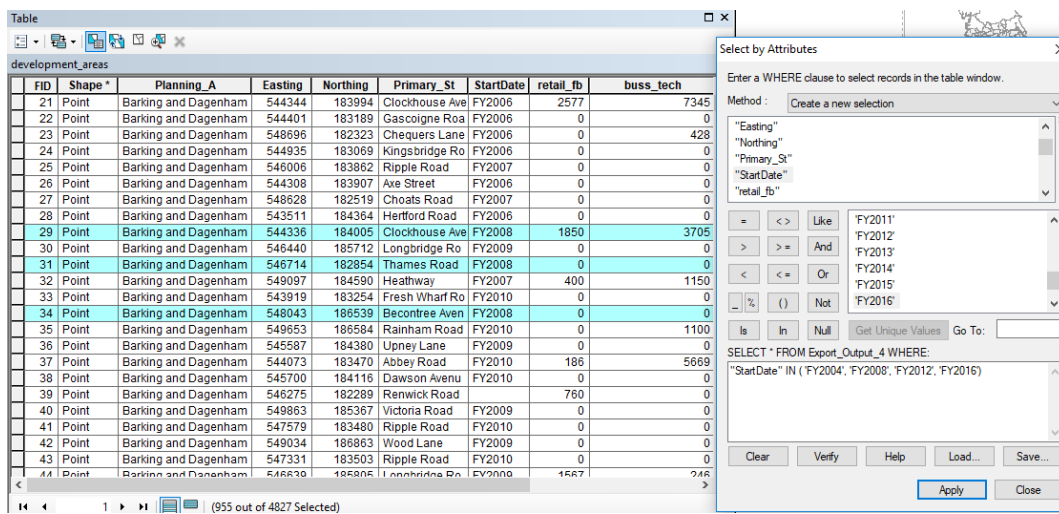 Table
development_areas
FID Shape * Planning_A Easting Northing Primary_St StartDate retail_fb buss_tech
21 Point Barking and Dagenham 544344 183994 Clockhouse Ave FY2006 2577 7345
22 Point Barking and Dagenham 544401 183189 Gascoigne Roa FY2006 0 0
23 Point Barking and Dagenham 548696 182323 Chequers Lane FY2006 0 428
24 Point Barking and Dagenham 544935 183069 Kingsbridge Ro FY2006 0 0
25 Point Barking and Dagenham 546006 183862 Ripple Road FY2007 0 0
26 Point Barking and Dagenham 544308 183907 Axe Street FY2006 0 0
27 Point Barking and Dagenham 548628 182519 Choats Road FY2007 0 0
28 Point Barking and Dagenham 543511 184364 Hertford Road FY2006 0 0
29 Point Barking and Dagenham 544336 184005 Clockhouse Ave FY2008 1850 3705
30 Point Barking and Dagenham 546440 185712 Longbridge Ro FY2009 0 0
31 Point Barking and Dagenham 546714 182854 Thames Road FY2008 0 0
32 Point Barking and Dagenham 549097 184590 Heathway FY2007 400 1150
33 Point Barking and Dagenham 543919 183254 Fresh Wharf Ro FY2010 0 0
34 Point Barking and Dagenham 548043 186539 Becontree Aven FY2008 0 0
35 Point Barking and Dagenham 549653 186584 Rainham Road FY2010 0 1100
36 Point Barking and Dagenham 545587 184380 Upney Lane FY2009 0 0
37 Point Barking and Dagenham 544073 183470 Abbey Road FY2010 186 5669
38 Point Barking and Dagenham 545700 184116 Dawson Avenu FY2010 0 0
39 Point Barking and Dagenham 546275 182289 Renwick Road 760 0
40 Point Barking and Dagenham 549863 185367 Victoria Road FY2009 0 0
41 Point Barking and Dagenham 547579 183480 Ripple Road FY2010 0 0
42 Point Barking and Dagenham 549034 186863 Wood Lane FY2009 0 0
43 Point Barking and Dagenham 547331 183503 Ripple Road FY2010 0 0
44 Point Barking and Dagenham 546639 185805 Longbridge Ro FY2009 1567 246
1 (955 out of 4827 Selected)
Select by Attributes
Enter a WHERE clause to select records in the table window.
Method : Create a new selection
"Easting"
"Northing"
"Primary_St"
"StartDate"
"retail_fb"
= < > Like
> > = And
< < = Or
_ % ( ) Not
Is In Null
'FY2011'
'FY2012'
'FY2013'
'FY2014'
'FY2015'
'FY2016'
Get Unique Values Go To:
SELECT * FROM Export_Output_4 WHERE:
"StartDate" IN ( 'FY2004', 'FY2008', 'FY2012', 'FY2016')
Clear Verify Help Load... Save...
Apply Close